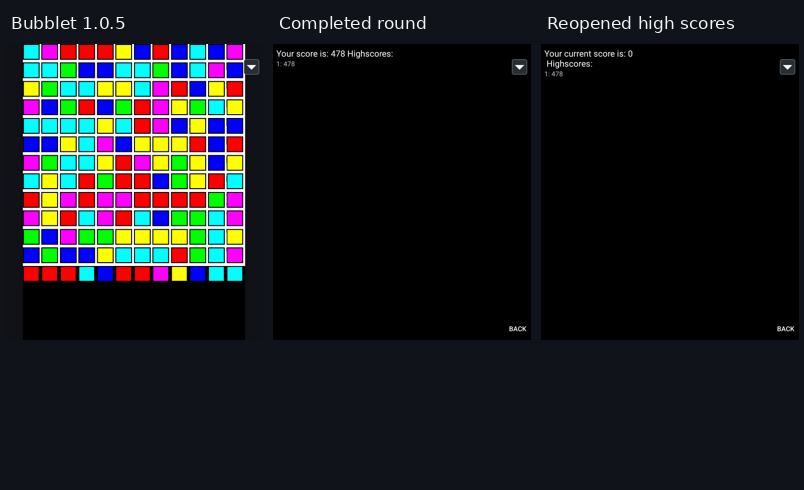 Bubblet 1.0.5
Completed round
Reopened high scores
Your score is: 478 Highscores:
1: 478
BACK
Your current score is: 0
Highscores:
1: 478
BACK